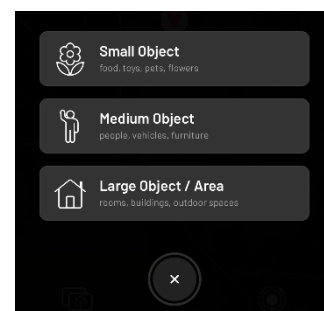 Small Object
food, toys, pets, flowers
Medium Object
people, vehicles, furniture
Large Object / Area
rooms, buildings, outdoor spaces